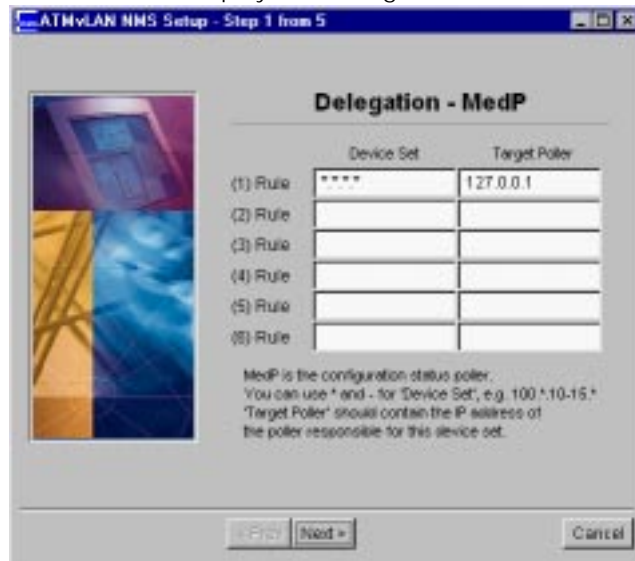 ATMvLAN NMS Setup - Step 1 from 5
Delegation - MedP
Device Set Target Poller
(1) Rule *.*.*.* 127.0.0.1
(2) Rule
(3) Rule
(4) Rule
(5) Rule
(6) Rule
MedP is the configuration status poller.
You can use * and - for 'Device Set', e.g. 100.*.10-15.*
'Target Poller' should contain the IP address of
the poller responsible for this device set.
< Prev Next > Cancel